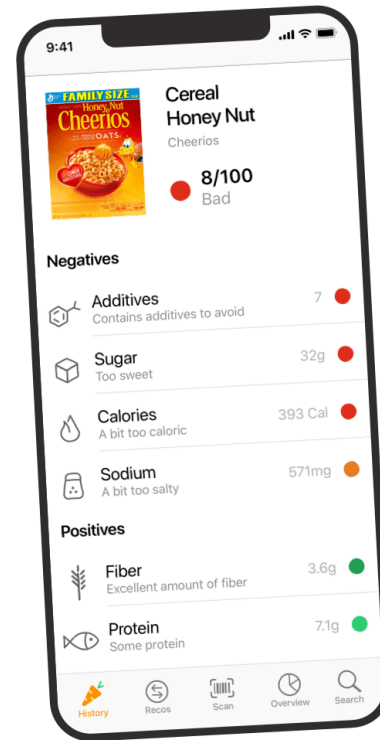 9:41
FAMILY SIZE
Honey Nut
Cheerios
OATS.
Cereal
Honey Nut
Cheerios
8/100
Bad
Negatives
Additives
7
Contains additives to avoid
Sugar
32g
Too sweet
Calories
393 Cal
A bit too caloric
Sodium
571mg
A bit too salty
Positives
Fiber
3.6g
Excellent amount of fiber
Protein
7.1g
Some protein
History
Recos
Scan
Overview
Search